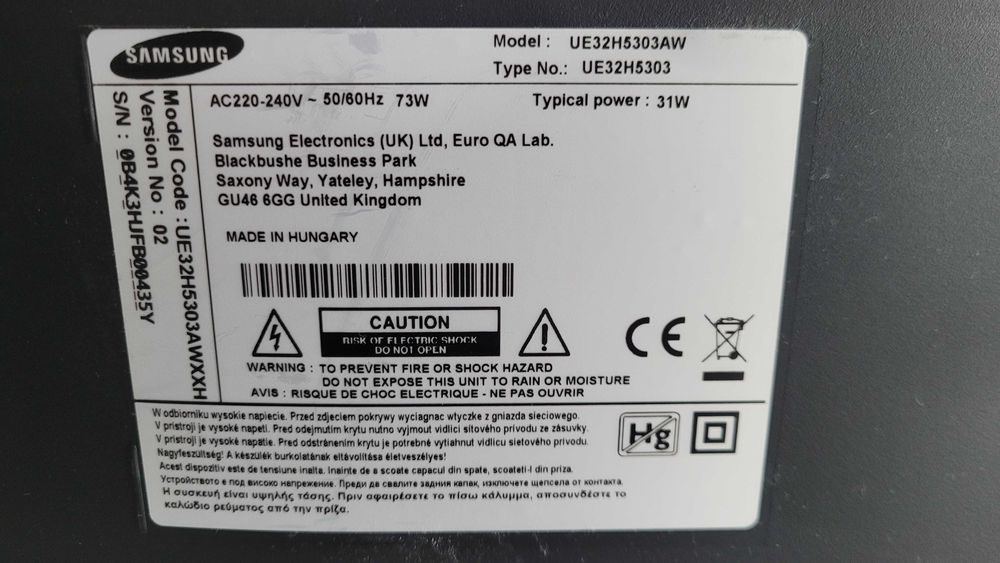 SAMSUNG
Model : UE32H5303AW
Type No.: UE32H5303
AC220-240V ~ 50/60Hz 73W
Typical power : 31W
Model Code :UE32H5303AWXXH
Version No : 02
S/N : 0B4K3HJFB00435Y
Samsung Electronics (UK) Ltd, Euro QA Lab.
Blackbushe Business Park
Saxony Way, Yateley, Hampshire
GU46 6GG United Kingdom
MADE IN HUNGARY
CAUTION
RISK OF ELECTRIC SHOCK
DO NOT OPEN
CE
WARNING : TO PREVENT FIRE OR SHOCK HAZARD
DO NOT EXPOSE THIS UNIT TO RAIN OR MOISTURE
AVIS : RISQUE DE CHOC ELECTRIQUE - NE PAS OUVRIR
W odbiorniku wysokie napiecie. Przed zdjeciem pokrywy wyciagnac wtyczke z gniazda sieciowego.
V pristroji je vysoké napeti. Pred odejmutim krytu nutno vyjmout vidlici sitového prívodu ze zásuvky.
V pristroji je vysoké napätie. Pred odstránením krytu je potrebné vytiahnut vidlicu sietového prívodu.
Nagyfeszültség! A készülék burkolatának eltávolítása életveszélyes!
Acest dispozitiv este de tensiune inalta. Inainte de a scoate capacul din spate, scoateti-l din priza.
Устройството е под високо напрежение. Преди да свалите задния капак, изключете щепсела от контакта.
Η συσκευή είναι υψηλής τάσης. Πριν αφαιρέσετε το πίσω κάλυμμα, αποσυνδέστε το
καλώδιο ρεύματος από την πρίζα.
Hg